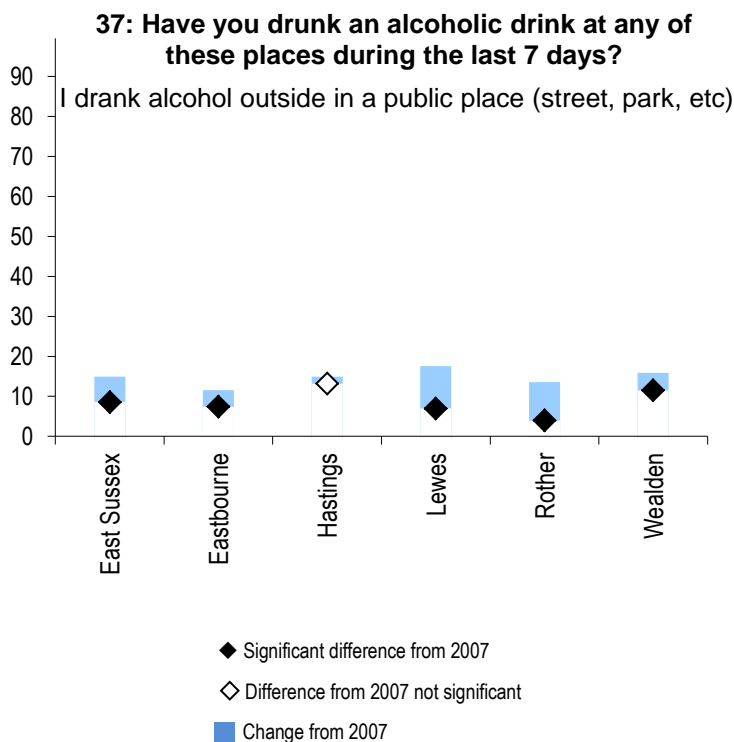 37: Have you drunk an alcoholic drink at any of
these places during the last 7 days?
I drank alcohol outside in a public place (street, park, etc)
90
80
70
60
50
40
30
20
10
0
East Sussex
Eastbourne
Hastings
Lewes
Rother
Wealden
Significant difference from 2007
Difference from 2007 not significant
Change from 2007